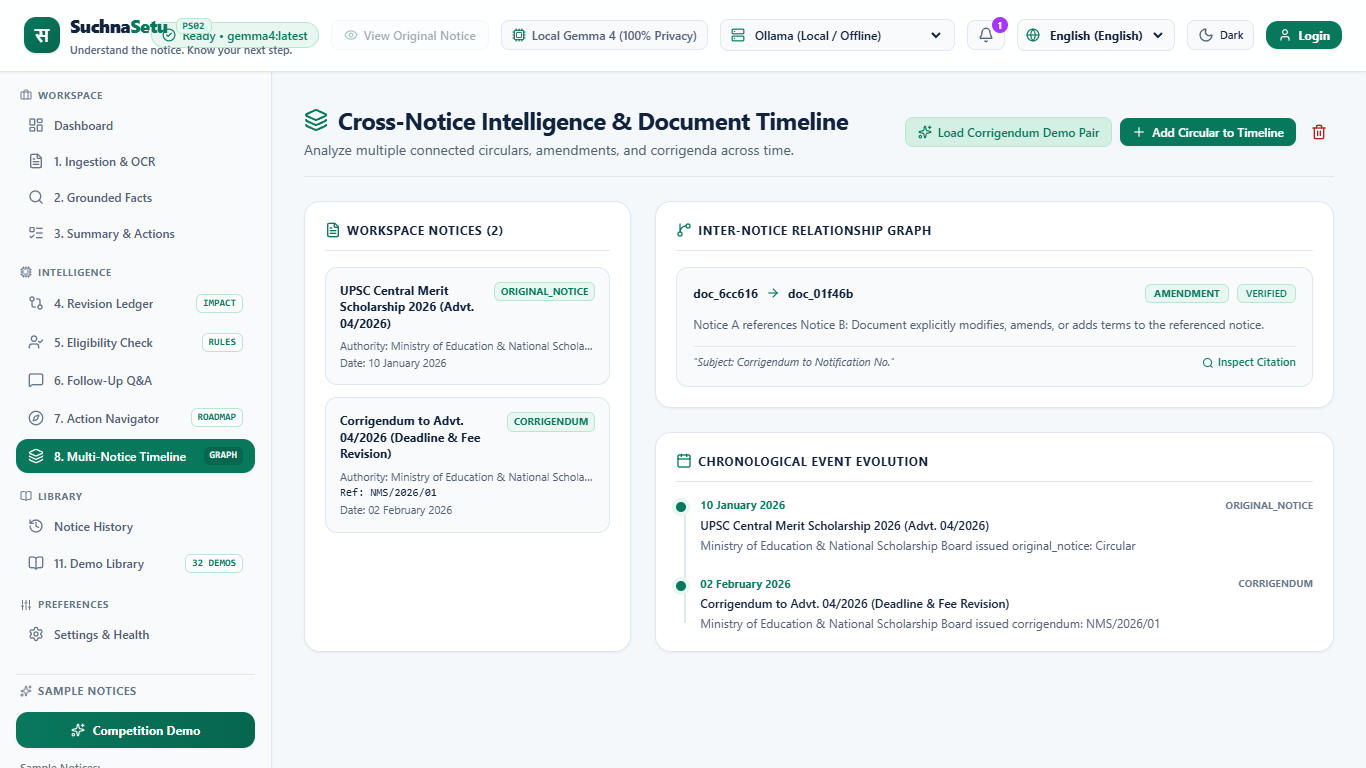 स
SuchnaSetu
PS02
Understand the notice. Know your next step.
Ready • gemma4:latest
View Original Notice
Local Gemma 4 (100% Privacy)
Ollama (Local / Offline)
1
English (English)
Dark
Login
WORKSPACE
Dashboard
1. Ingestion & OCR
2. Grounded Facts
3. Summary & Actions
INTELLIGENCE
4. Revision Ledger
IMPACT
5. Eligibility Check
RULES
6. Follow-Up Q&A
7. Action Navigator
ROADMAP
8. Multi-Notice Timeline
GRAPH
LIBRARY
Notice History
11. Demo Library
32 DEMOS
PREFERENCES
Settings & Health
SAMPLE NOTICES
Competition Demo
Sample Notices:
Cross-Notice Intelligence & Document Timeline
Analyze multiple connected circulars, amendments, and corrigenda across time.
Load Corrigendum Demo Pair
Add Circular to Timeline
WORKSPACE NOTICES (2)
UPSC Central Merit
Scholarship 2026 (Advt.
04/2026)
ORIGINAL_NOTICE
Authority: Ministry of Education & National Schola...
Date: 10 January 2026
Corrigendum to Advt.
04/2026 (Deadline & Fee
Revision)
CORRIGENDUM
Authority: Ministry of Education & National Schola...
Ref: NMS/2026/01
Date: 02 February 2026
INTER-NOTICE RELATIONSHIP GRAPH
doc_6cc616 → doc_01f46b
AMENDMENT
VERIFIED
Notice A references Notice B: Document explicitly modifies, amends, or adds terms to the referenced notice.
"Subject: Corrigendum to Notification No."
Inspect Citation
CHRONOLOGICAL EVENT EVOLUTION
10 January 2026
ORIGINAL_NOTICE
UPSC Central Merit Scholarship 2026 (Advt. 04/2026)
Ministry of Education & National Scholarship Board issued original_notice: Circular
02 February 2026
CORRIGENDUM
Corrigendum to Advt. 04/2026 (Deadline & Fee Revision)
Ministry of Education & National Scholarship Board issued corrigendum: NMS/2026/01